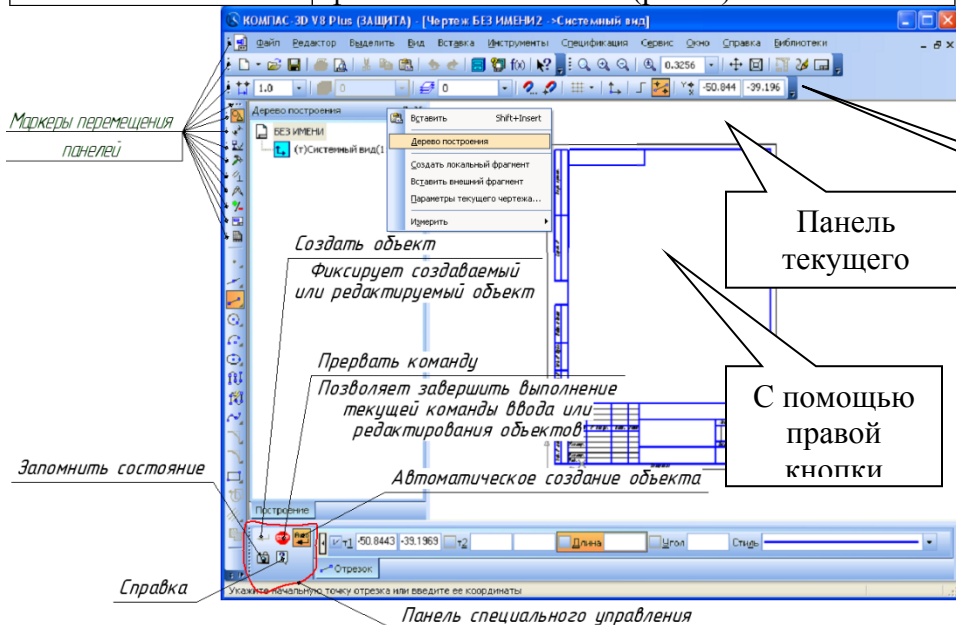 КОМПАС-3D V8 Plus (ЗАЩИТА) - [Чертеж БЕЗ ИМЕНИ2 ->Системный вид]
Файл Редактор Выделить Вид Вставка Инструменты Спецификация Сервис Окно Справка Библиотеки
0.3256
1.0 0 0 -50.844 -39.196
Дерево построения
БЕЗ ИМЕНИ
(т)Системный вид(1
Вставить Shift+Insert
Дерево построения
Создать локальный фрагмент
Вставить внешний фрагмент
Параметры текущего чертежа...
Измерить
Маркеры перемещения
панелей
Панель
текущего
Создать объект
Фиксирует создаваемый
или редактируемый объект
Прервать команду
Позволяет завершить выполнение
текущей команды ввода или
редактирования объектов
С помощью
правой
кнопки
Запомнить состояние
Автоматическое создание объекта
Построение
т1 -50.8443 -39.1969 т2 Длина Угол Стиль
Отрезок
Справка
Укажите начальную точку отрезка или введите ее координаты
Панель специального управления